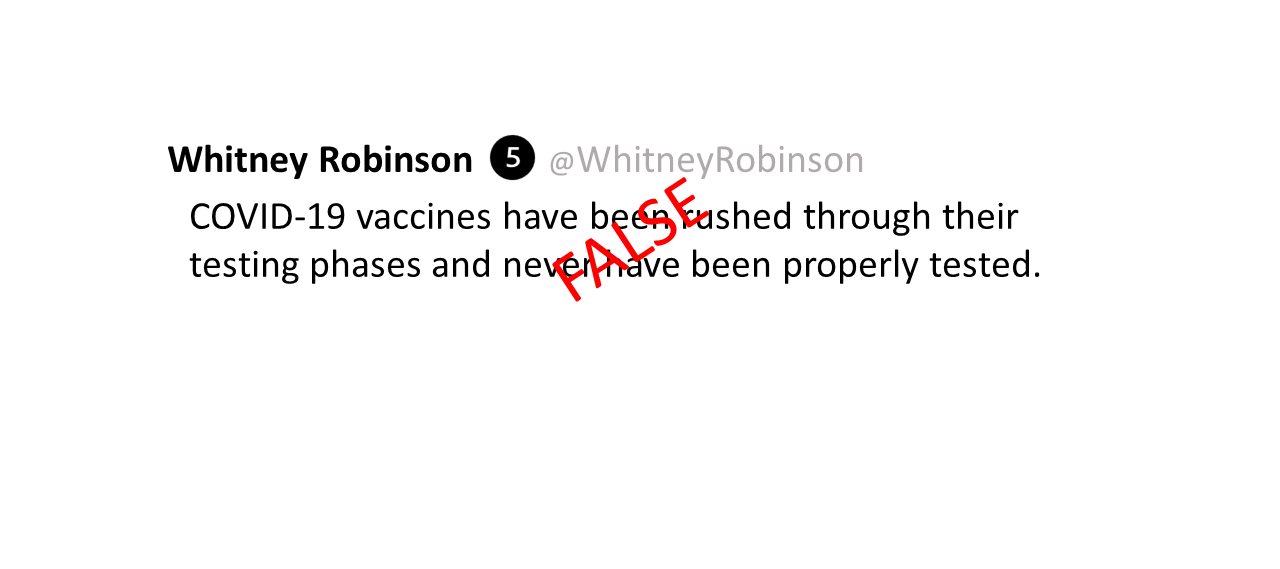 Whitney Robinson 5 @WhitneyRobinson
COVID-19 vaccines have been rushed through their
testing phases and never have been properly tested.
FALSE